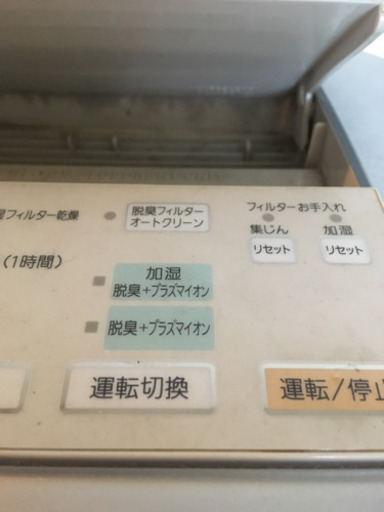 フィルター乾燥
脱臭フィルター
オートクリーン
フィルターお手入れ
集じん
加湿
リセット
リセット
(1時間)
加湿
脱臭+プラズマイオン
脱臭+プラズマイオン
運転切換
運転/停止